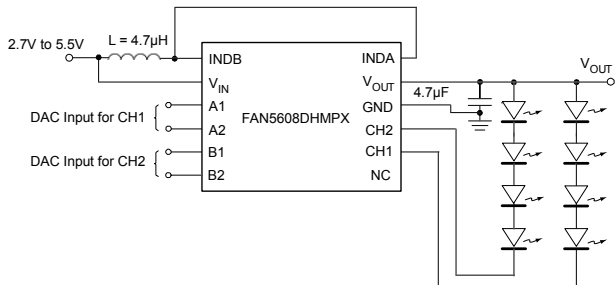 2.7V to 5.5V
L = 4.7µH
INDB
INDA
VIN
VOUT
VOUT
4.7µF
A1
GND
DAC Input for CH1
FAN5608DHMPX
A2
CH2
B1
CH1
DAC Input for CH2
B2
NC